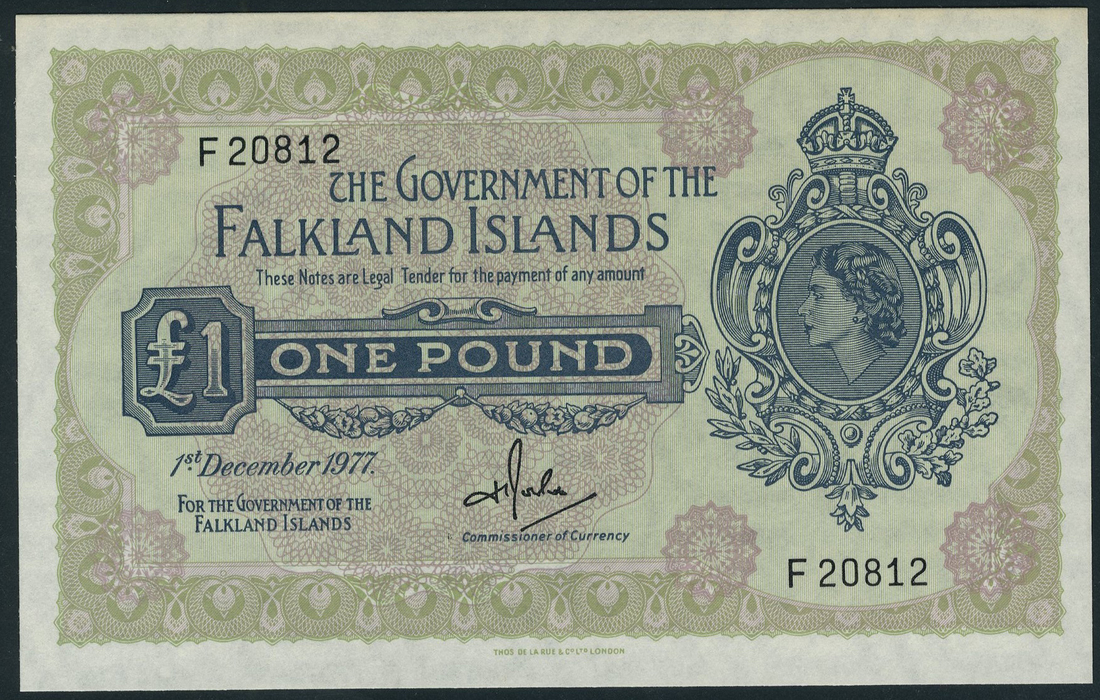 F 20812
THE GOVERNMENT OF THE
FALKLAND ISLANDS
These Notes are Legal Tender for the payment of any amount
£1
ONE POUND
1st December 1977.
FOR THE GOVERNMENT OF THE
FALKLAND ISLANDS
Commissioner of Currency
F 20812
THOS DE LA RUE & Co LTD LONDON